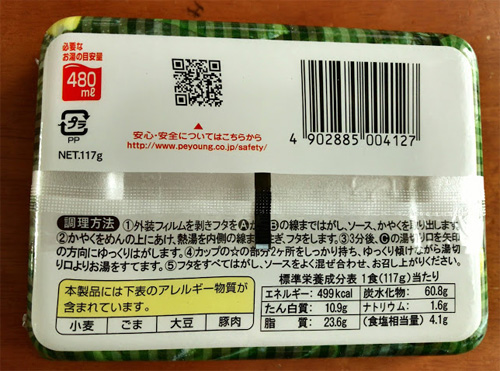 必要な
お湯の目安量
480
mℓ
プラ
PP
NET.117g
安心・安全についてはこちらから
http://www.peyoung.co.jp/safety/
4 902885 004127
調理方法 ①外装フィルムを剥きフタをⒶから Ⓑの線まではがし、ソース、かやくを取り出します。
②かやくをめんの上にあけ、熱湯を内側の線まで注ぎ、フタをします。③3分後、Ⓒの湯切り口を矢印
の方向にゆっくりはがします。④カップの☆の部分2ヶ所をしっかり持ち、ゆっくり傾けながら湯切り
口よりお湯をすてます。⑤フタをすべてはがし、ソースをよく混ぜ合わせ、お召し上がりください。
本製品には下表のアレルギー物質が
含まれています。
小麦 ごま 大豆 豚肉
標準栄養成分表 1食(117g)当たり
エネルギー: 499kcal 炭水化物: 60.8g
たん白質: 10.9g ナトリウム: 1.6g
脂 質: 23.6g (食塩相当量) 4.1g